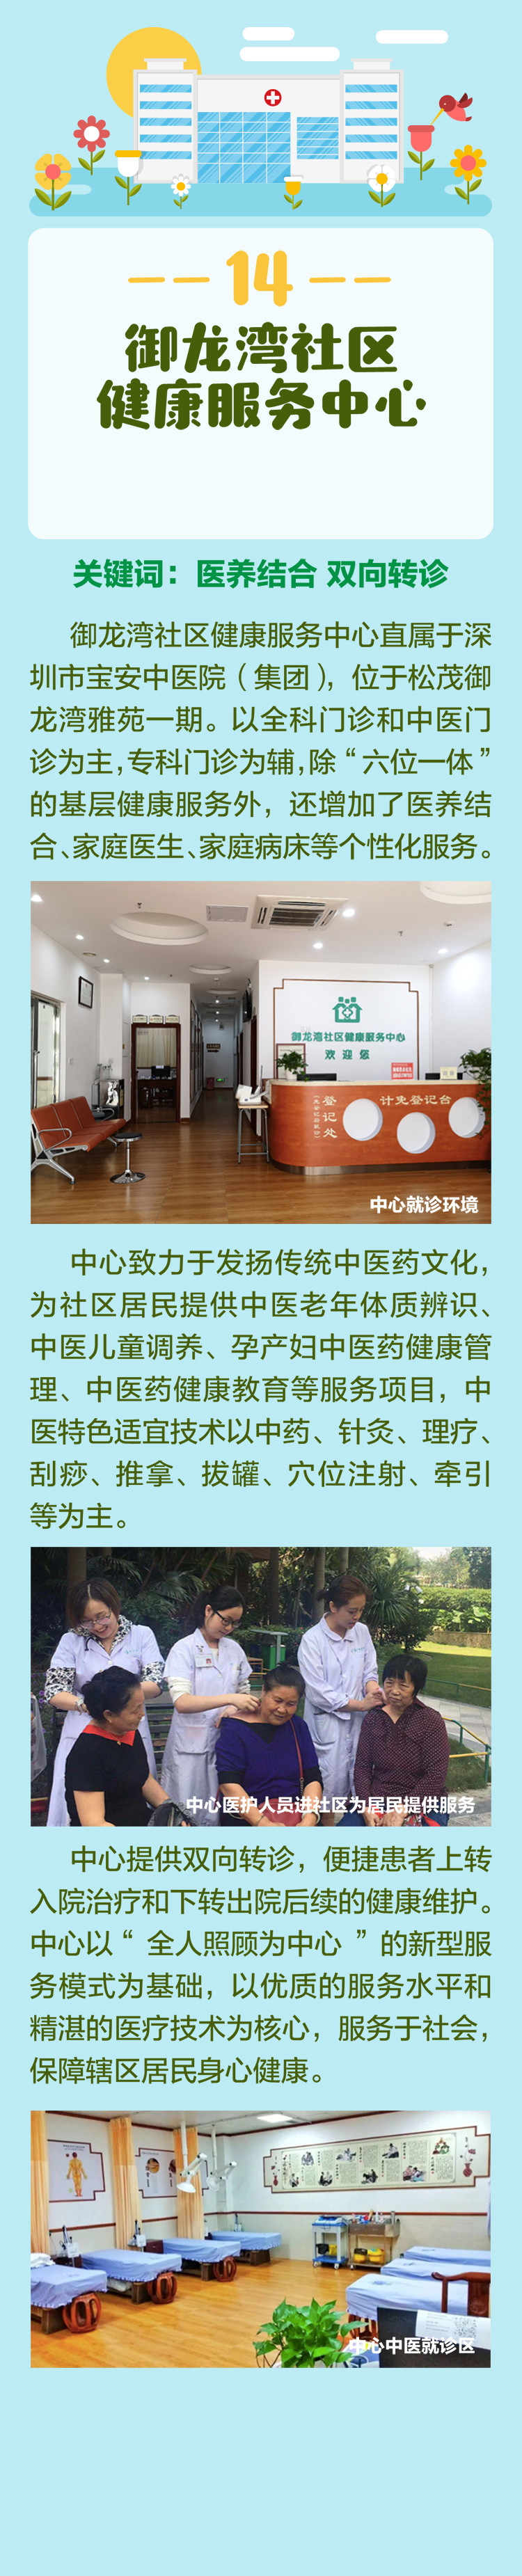 14
御龙湾社区
健康服务中心
关键词：医养结合 双向转诊
御龙湾社区健康服务中心直属于深
圳市宝安中医院（集团），位于松茂御
龙湾雅苑一期。以全科门诊和中医门
诊为主，专科门诊为辅，除“六位一体”
的基层健康服务外，还增加了医养结
合、家庭医生、家庭病床等个性化服务。
御龙湾社区健康服务中心
欢迎您
登记处
计免登记台
中心就诊环境
中心致力于发扬传统中医药文化，
为社区居民提供中医老年体质辨识、
中医儿童调养、孕产妇中医药健康管
理、中医药健康教育等服务项目，中
医特色适宜技术以中药、针灸、理疗、
刮痧、推拿、拔罐、穴位注射、牵引
等为主。
中心医护人员进社区为居民提供服务
中心提供双向转诊，便捷患者上转
入院治疗和下转出院后续的健康维护。
中心以“全人照顾为中心”的新型服
务模式为基础，以优质的服务水平和
精湛的医疗技术为核心，服务于社会，
保障辖区居民身心健康。
中心中医就诊区